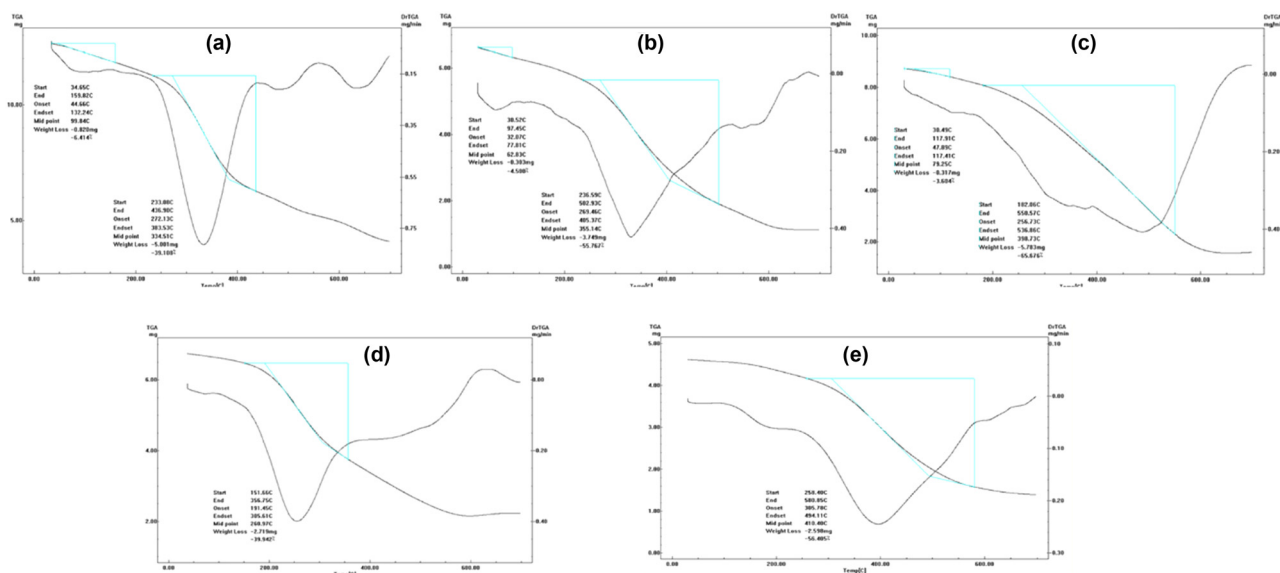 TGA
mg
DrTGA
mg/min
(a)
10.00
5.00
-0.15
-0.35
-0.55
-0.75
Start 34.65C
End 159.82C
Onset 44.66C
Endset 132.24C
Mid point 99.84C
Weight Loss -0.820mg
-6.414%
Start 233.08C
End 436.90C
Onset 272.13C
Endset 383.53C
Mid point 334.51C
Weight Loss -5.001mg
-39.108%
0.00 200.00 400.00 600.00
Temp[C]
TGA
mg
DrTGA
mg/min
(b)
6.00
4.00
2.00
0.00
0.00
-0.20
-0.40
Start 30.52C
End 97.45C
Onset 32.07C
Endset 77.01C
Mid point 62.03C
Weight Loss -0.303mg
-4.508%
Start 236.59C
End 502.93C
Onset 269.46C
Endset 405.37C
Mid point 355.14C
Weight Loss -3.749mg
-55.767%
0.00 200.00 400.00 600.00
Temp[C]
TGA
mg
DrTGA
mg/min
(c)
10.00
8.00
6.00
4.00
2.00
-0.00
-0.20
-0.40
Start 30.49C
End 117.91C
Onset 47.09C
Endset 117.41C
Mid point 79.25C
Weight Loss -0.317mg
-3.604%
Start 182.06C
End 550.57C
Onset 256.73C
Endset 536.86C
Mid point 398.73C
Weight Loss -5.783mg
-65.676%
0.00 200.00 400.00 600.00
Temp[C]
TGA
mg
DrTGA
mg/min
(d)
6.00
4.00
2.00
0.00
-0.20
-0.40
Start 151.66C
End 356.75C
Onset 191.45C
Endset 305.61C
Mid point 260.97C
Weight Loss -2.719mg
-39.942%
0.00 200.00 400.00 600.00
TGA
mg
DrTGA
mg/min
(e)
5.00
4.00
3.00
2.00
1.00
0.00
0.10
-0.00
-0.10
-0.20
-0.30
Start 258.40C
End 580.05C
Onset 305.70C
Endset 494.11C
Mid point 410.40C
Weight Loss -2.598mg
-56.405%
0.00 200.00 400.00 600.00
Temp[C]